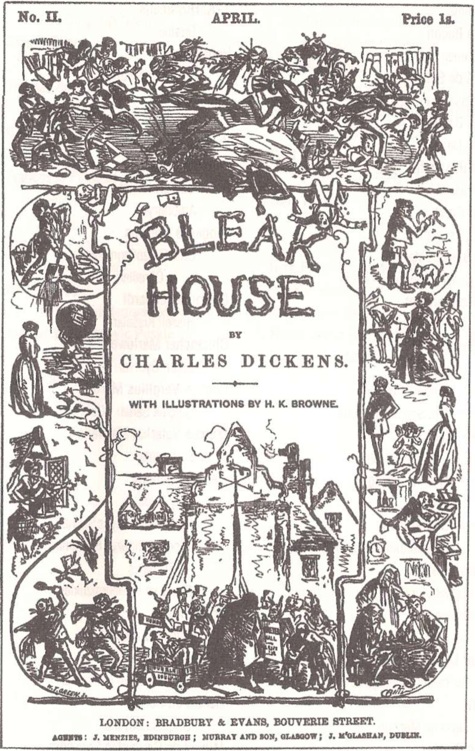 No. II. APRIL. Price 1s.
BLEAK
HOUSE
BY
CHARLES DICKENS.
WITH ILLUSTRATIONS BY H. K. BROWNE.
LONDON: BRADBURY & EVANS, BOUVERIE STREET.
AGENTS: J. MENZIES, EDINBURGH; MURRAY AND SON, GLASGOW; J. M‘GLASHAN, DUBLIN.